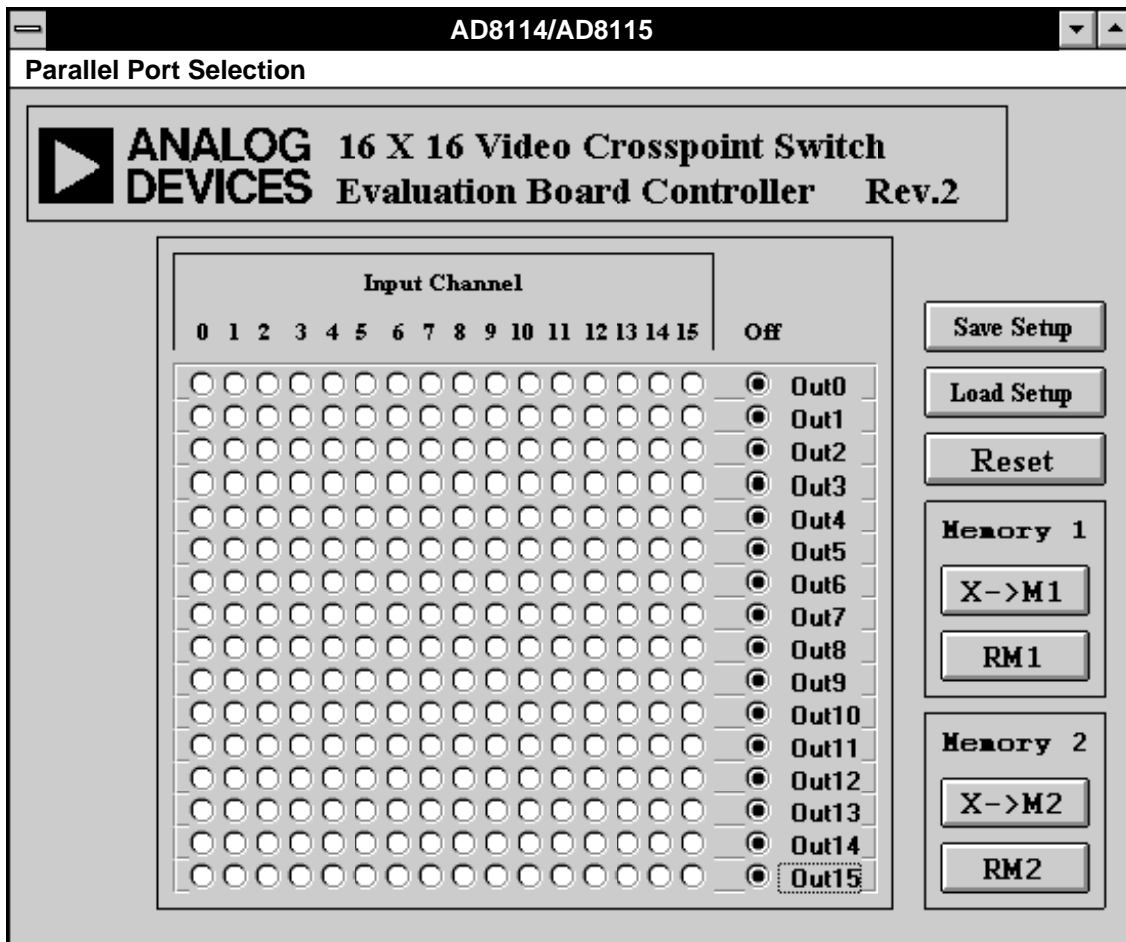 AD8114/AD8115
Parallel Port Selection
ANALOG DEVICES
16 X 16 Video Crosspoint Switch
Evaluation Board Controller Rev.2
Input Channel
0 1 2 3 4 5 6 7 8 9 10 11 12 13 14 15 Off
Out0
Out1
Out2
Out3
Out4
Out5
Out6
Out7
Out8
Out9
Out10
Out11
Out12
Out13
Out14
Out15
Save Setup
Load Setup
Reset
Memory 1
X->M1
RM1
Memory 2
X->M2
RM2